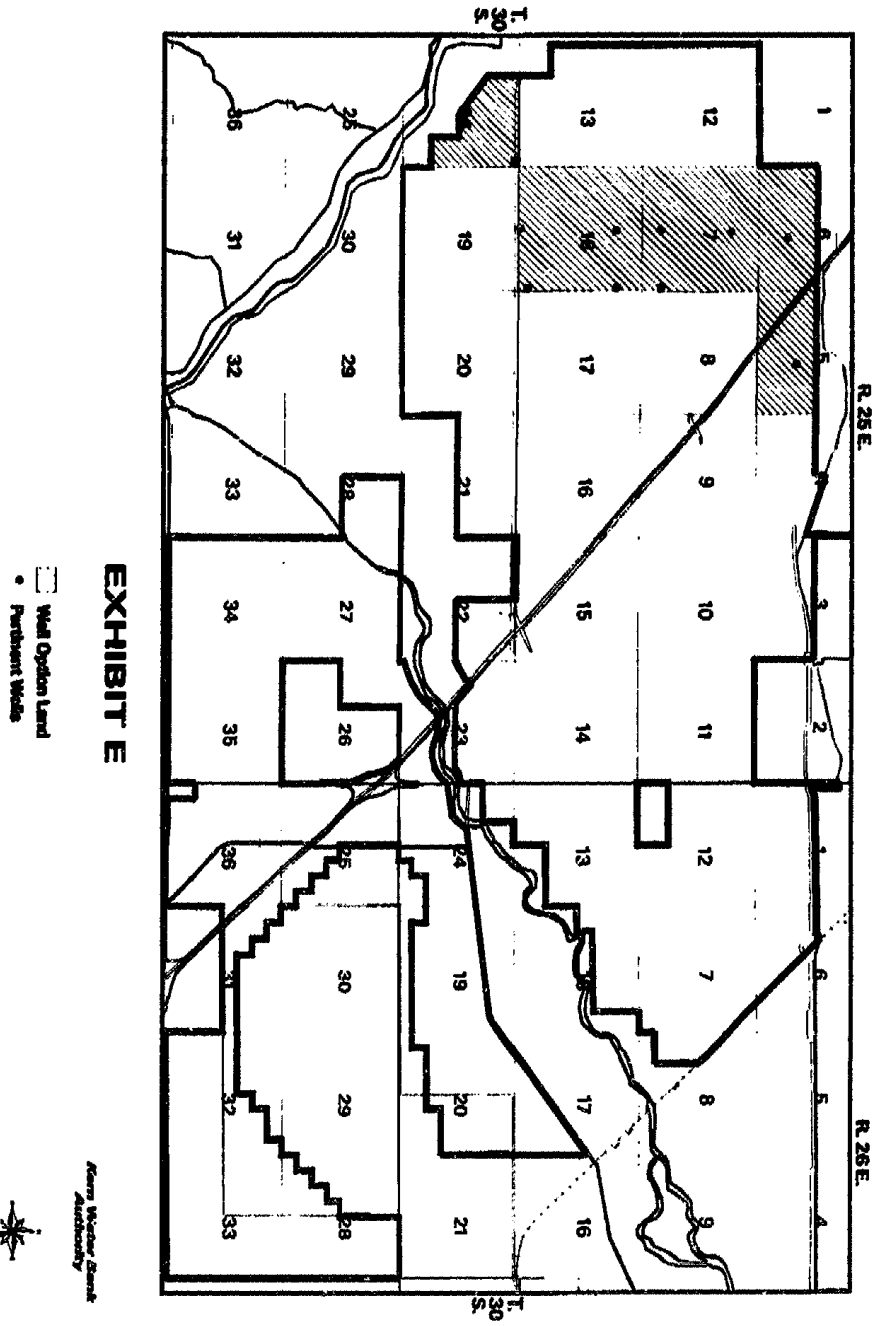 R. 25 E. R. 26 E.
1 6 5 3 2 1 6 5 4
12 7 8 9 10 11 12 7 8 9
13 18 17 16 15 14 13 17 16
T. T.
30 30
S. S.
19 20 21 22 23 24 19 20 21
25 30 29 28 27 26 25 30 29 28
36 31 32 33 34 35 36 31 32 33
EXHIBIT E
Kern Water Bank
Authority
Well Option Land
Pertinent Wells